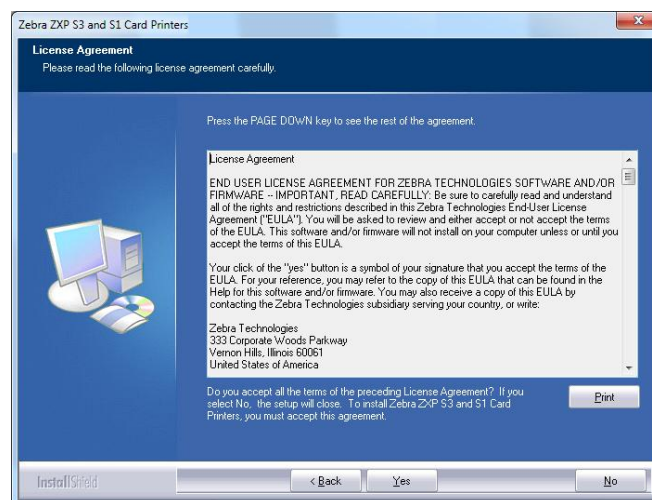 Zebra ZXP S3 and S1 Card Printers
License Agreement
Please read the following license agreement carefully.
Press the PAGE DOWN key to see the rest of the agreement.
License Agreement
END USER LICENSE AGREEMENT FOR ZEBRA TECHNOLOGIES SOFTWARE AND/OR
FIRMWARE -- IMPORTANT, READ CAREFULLY: Be sure to carefully read and understand
all of the rights and restrictions described in this Zebra Technologies End-User License
Agreement ("EULA"). You will be asked to review and either accept or not accept the terms
of the EULA. This software and/or firmware will not install on your computer unless or until you
accept the terms of this EULA.
Your click of the "yes" button is a symbol of your signature that you accept the terms of the
EULA. For your reference, you may refer to the copy of this EULA that can be found in the
Help for this software and/or firmware. You may also receive a copy of this EULA by
contacting the Zebra Technologies subsidiary serving your country, or write:
Zebra Technologies
333 Corporate Woods Parkway
Vernon Hills, Illinois 60061
United States of America
Do you accept all the terms of the preceding License Agreement? If you
select No, the setup will close. To install Zebra ZXP S3 and S1 Card
Printers, you must accept this agreement.
Print
InstallShield
< Back
Yes
No